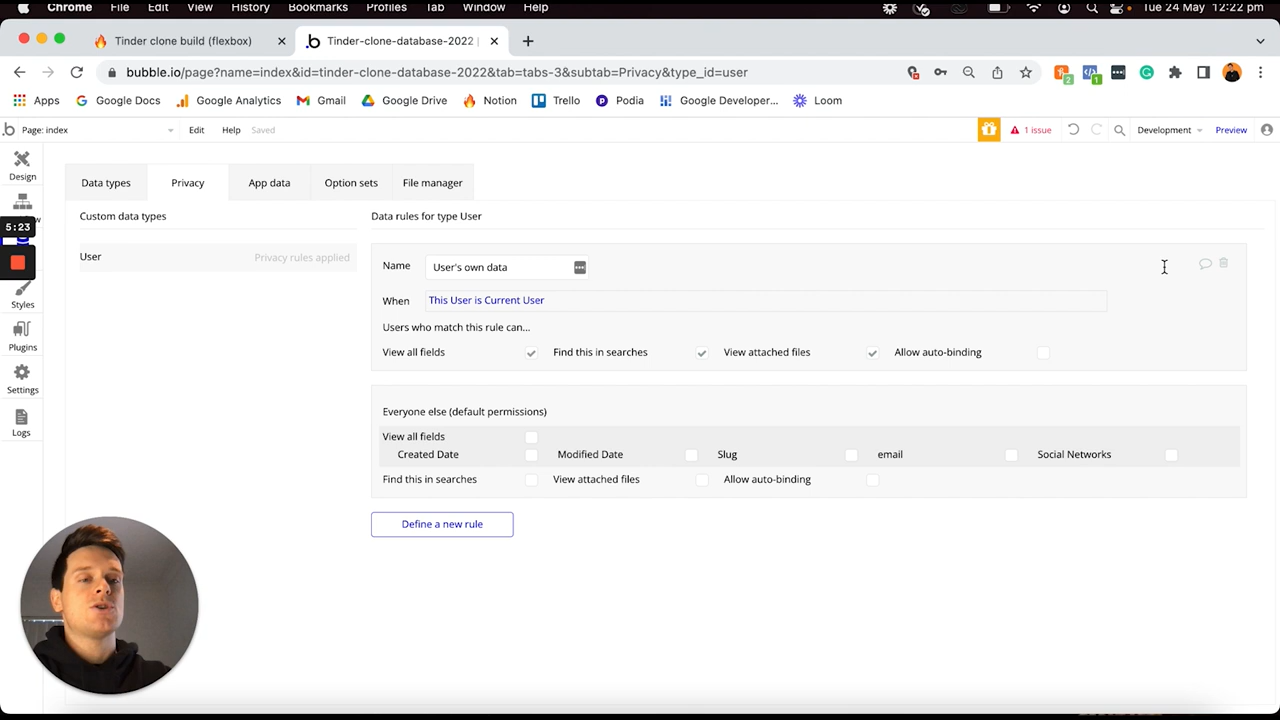 Chrome File Edit View History Bookmarks Profiles Tab Window Help Tue 24 May 12:22 pm
Tinder clone build (flexbox) Tinder-clone-database-2022 |
bubble.io/page?name=index&id=tinder-clone-database-2022&tab=tabs-3&subtab=Privacy&type_id=user 2 1
Apps Google Docs Google Analytics Gmail Google Drive Notion Trello Podia Google Developer... Loom
Page: index Edit Help Saved 1 issue Development Preview
Design
5:23
Styles
Plugins
Settings
Logs
Data types Privacy App data Option sets File manager
Custom data types
User Privacy rules applied
Data rules for type User
Name User's own data
When This User is Current User
Users who match this rule can...
View all fields Find this in searches View attached files Allow auto-binding
Everyone else (default permissions)
View all fields
Created Date Modified Date Slug email Social Networks
Find this in searches View attached files Allow auto-binding
Define a new rule